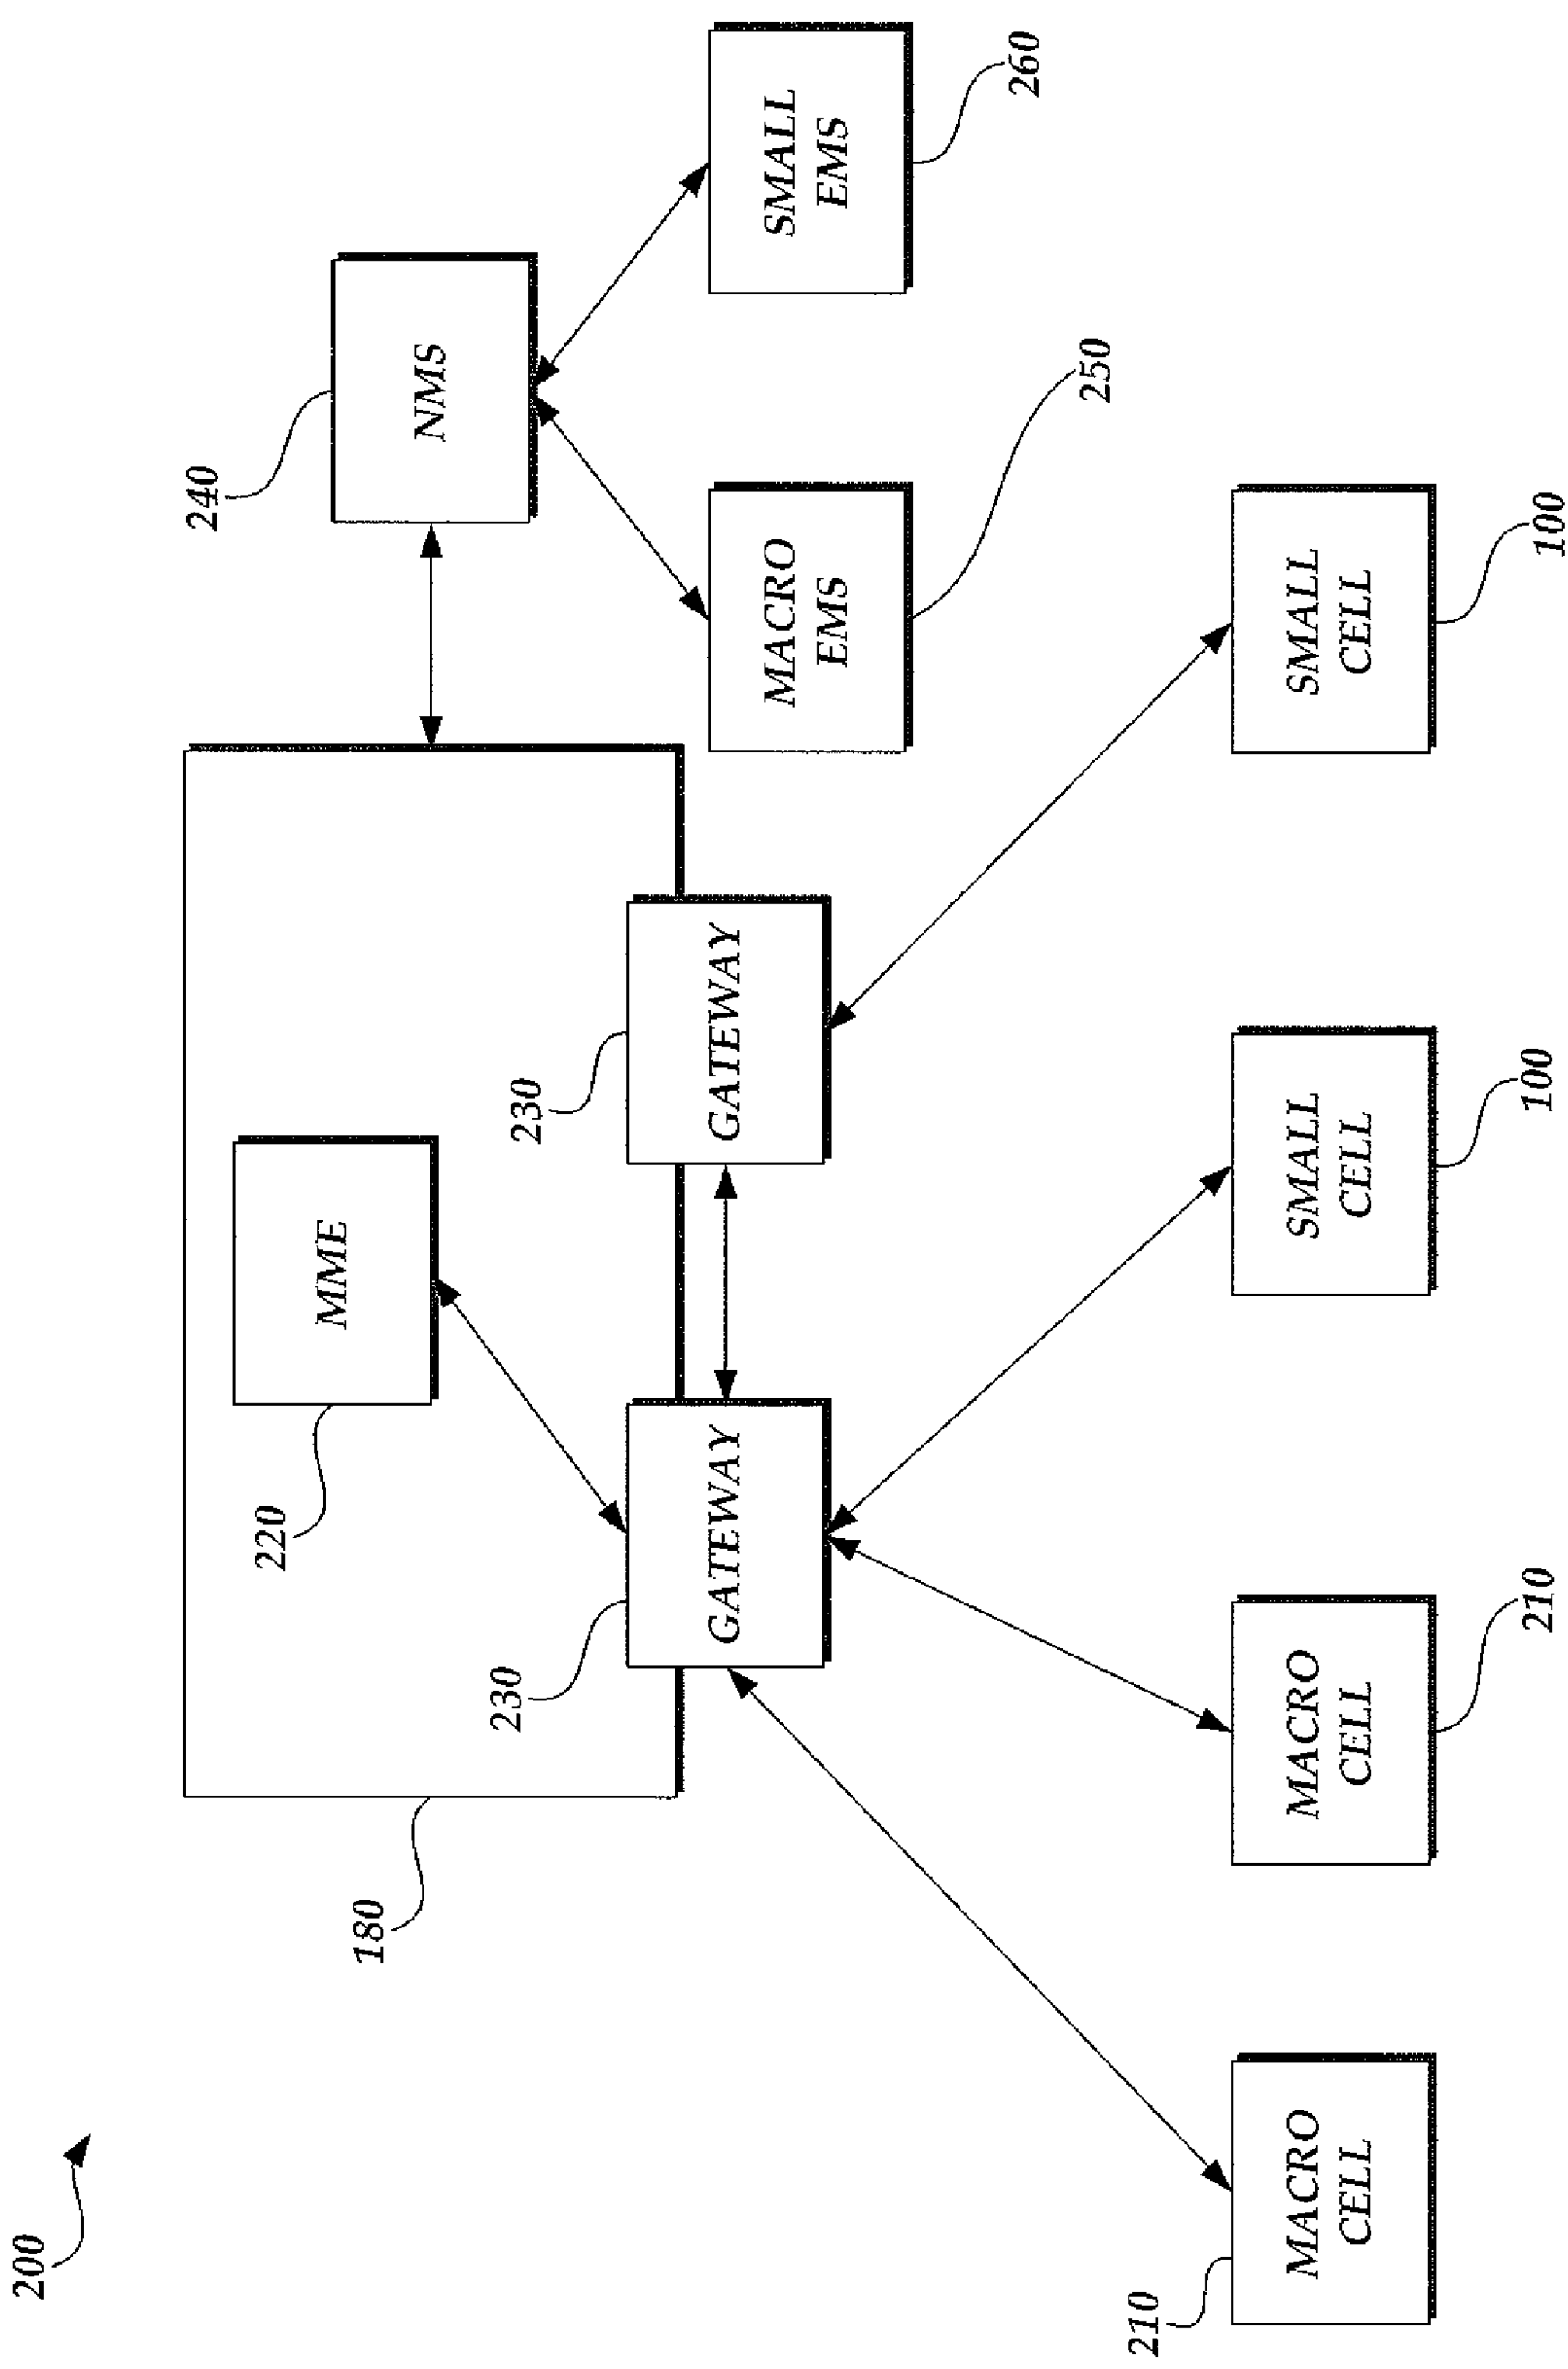 200
180
220
MME
240
NMS
230
GATEWAY
230
GATEWAY
MACRO
EMS
250
SMALL
EMS
260
210
MACRO
CELL
MACRO
CELL
210
SMALL
CELL
100
SMALL
CELL
100